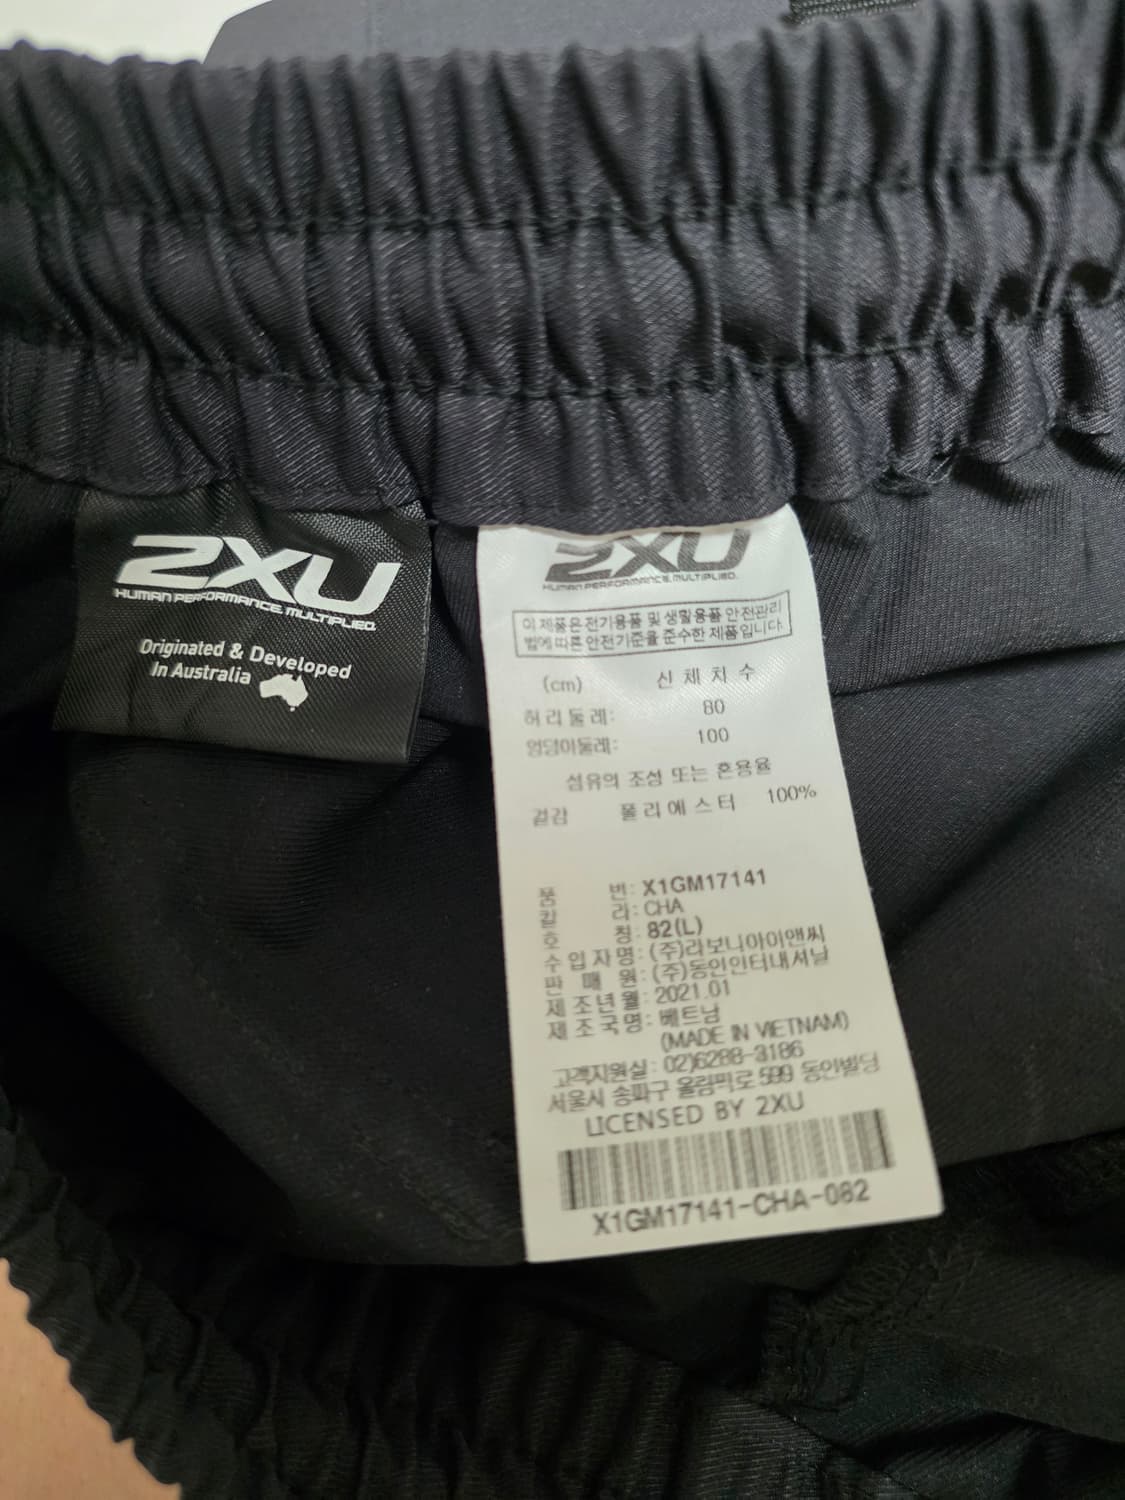 2XU
HUMAN PERFORMANCE. MULTIPLIED.
Originated & Developed
In Australia
2XU
HUMAN PERFORMANCE. MULTIPLIED.
이 제품은 전기용품 및 생활용품 안전관리
법에 따른 안전기준을 준수한 제품입니다.
(cm) 신 체 치 수
허리둘레: 80
엉덩이둘레: 100
섬유의 조성 또는 혼용율
겉감 폴리에스터 100%
품 번: X1GM17141
칼 라: CHA
호 칭: 82(L)
수 입 자 명: (주)라보니아이앤씨
판 매 원: (주)동인인터내셔날
제 조 년 월: 2021.01
제 조 국 명: 베트남
(MADE IN VIETNAM)
고객지원실: 02)6288-3186
서울시 송파구 올림픽로 599 동인빌딩
LICENSED BY 2XU
X1GM17141-CHA-082